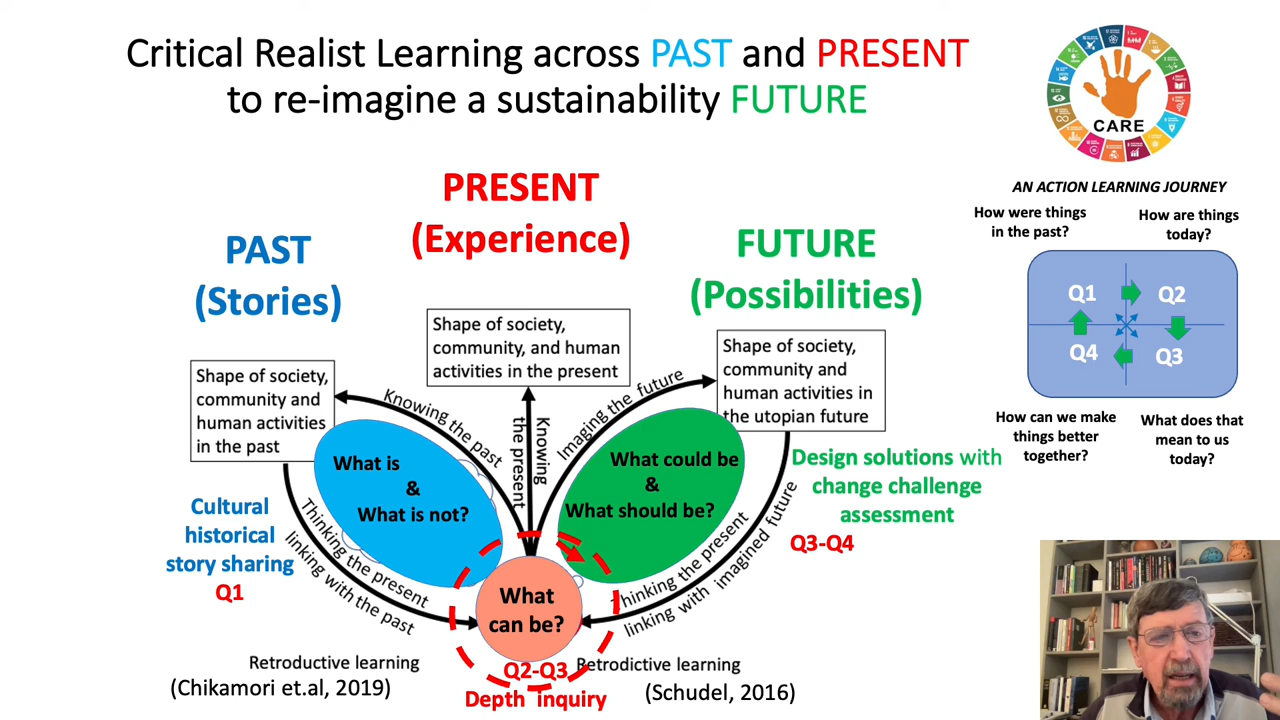 Critical Realist Learning across PAST and PRESENT
to re-imagine a sustainability FUTURE
CARE
AN ACTION LEARNING JOURNEY
How were things
in the past?
How are things
today?
Q1
Q2
Q4
Q3
How can we make
things better
together?
What does that
mean to us
today?
PAST
(Stories)
PRESENT
(Experience)
FUTURE
(Possibilities)
Shape of society,
community and
human activities
in the past
Shape of society,
community, and human
activities in the present
Shape of society,
community and
human activities in
the utopian future
Knowing the past
Knowing
the present
Imaging the future
What is
&
What is not?
What could be
&
What should be?
Thinking the present
linking with the past
Thinking the present
linking with imagined future
Cultural
historical
story sharing
Q1
Design solutions with
change challenge
assessment
Q3-Q4
What
can be?
Q2-Q3
Depth inquiry
Retroductive learning
(Chikamori et.al, 2019)
Retrodictive learning
(Schudel, 2016)